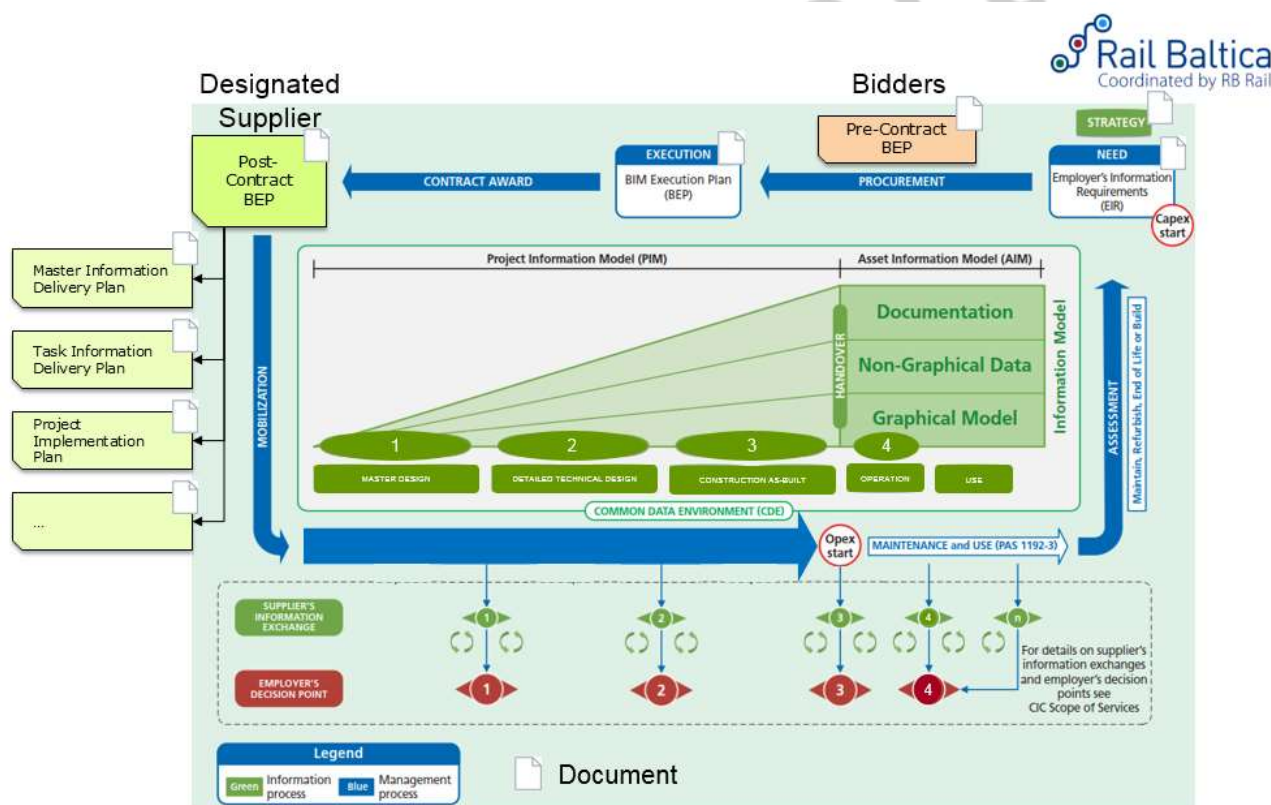 Rail Baltica
Coordinated by RB Rail
Designated
Supplier
Bidders
STRATEGY
Post-
Contract
BEP
CONTRACT AWARD
EXECUTION
BIM Execution Plan
(BEP)
Pre-Contract
BEP
PROCUREMENT
NEED
Employer's Information
Requirements
(EIR)
Capex
start
Master Information
Delivery Plan
Task Information
Delivery Plan
Project
Implementation
Plan
...
MOBILIZATION
Project Information Model (PIM)
Asset Information Model (AIM)
HANDOVER
Documentation
Non-Graphical Data
Graphical Model
Information Model
ASSESSMENT
Maintain, Refurbish, End of Life or Build
1
2
3
4
MASTER DESIGN
DETAILED TECHNICAL DESIGN
CONSTRUCTION AS-BUILT
OPERATION
USE
COMMON DATA ENVIRONMENT (CDE)
Opex
start
MAINTENANCE and USE (PAS 1192-3)
SUPPLIER'S
INFORMATION
EXCHANGE
1
2
3
4
n
EMPLOYER'S
DECISION POINT
1
2
3
4
For details on supplier's
information exchanges
and employer's decision
points see
CIC Scope of Services
Legend
Green
Information
process
Blue
Management
process
Document